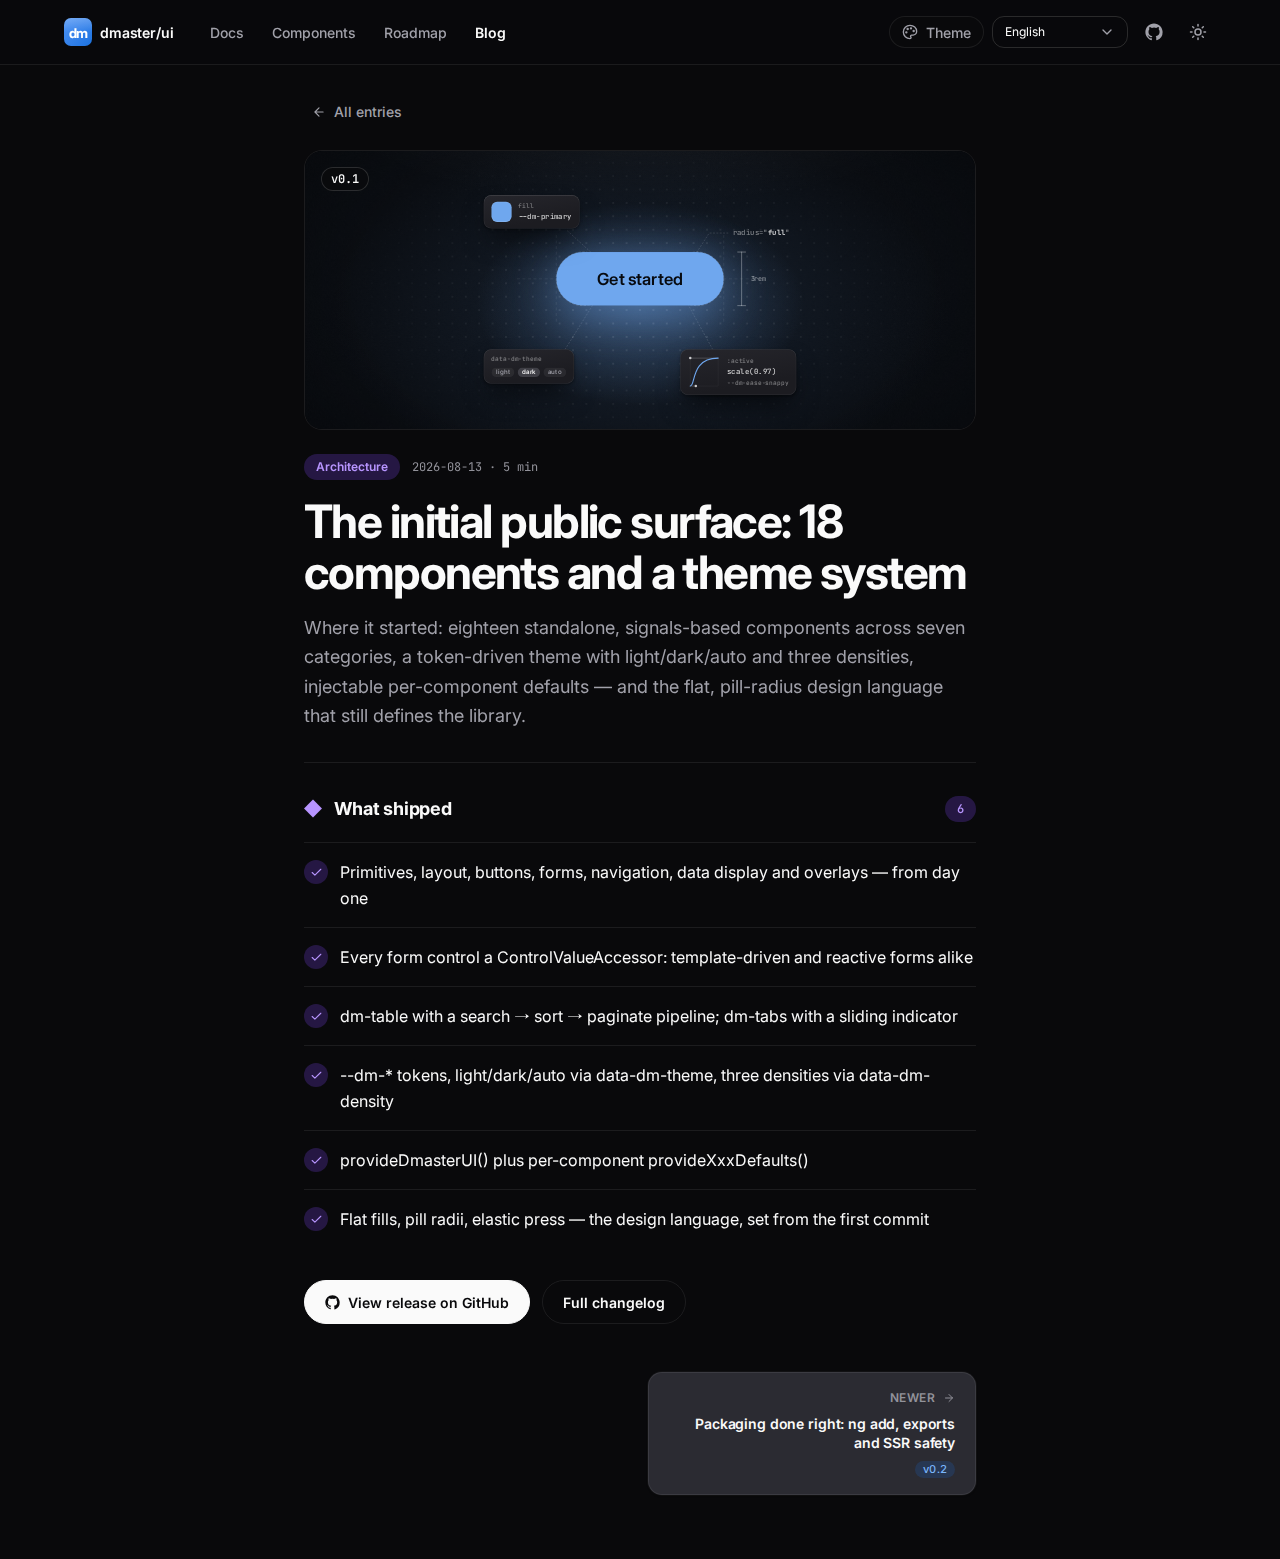 dm dmaster/ui Docs Components Roadmap Blog Theme English
All entries
v0.1
fill
--dm-primary
radius="full"
Get started
3rem
data-dm-theme
light dark auto
:active
scale(0.97)
--dm-ease-snappy
Architecture 2026-08-13 · 5 min
The initial public surface: 18
components and a theme system
Where it started: eighteen standalone, signals-based components across seven
categories, a token-driven theme with light/dark/auto and three densities,
injectable per-component defaults — and the flat, pill-radius design language
that still defines the library.
What shipped 6
Primitives, layout, buttons, forms, navigation, data display and overlays — from day
one
Every form control a ControlValueAccessor: template-driven and reactive forms alike
dm-table with a search → sort → paginate pipeline; dm-tabs with a sliding indicator
--dm-* tokens, light/dark/auto via data-dm-theme, three densities via data-dm-
density
provideDmasterUI() plus per-component provideXxxDefaults()
Flat fills, pill radii, elastic press — the design language, set from the first commit
View release on GitHub Full changelog
NEWER →
Packaging done right: ng add, exports
and SSR safety
v0.2